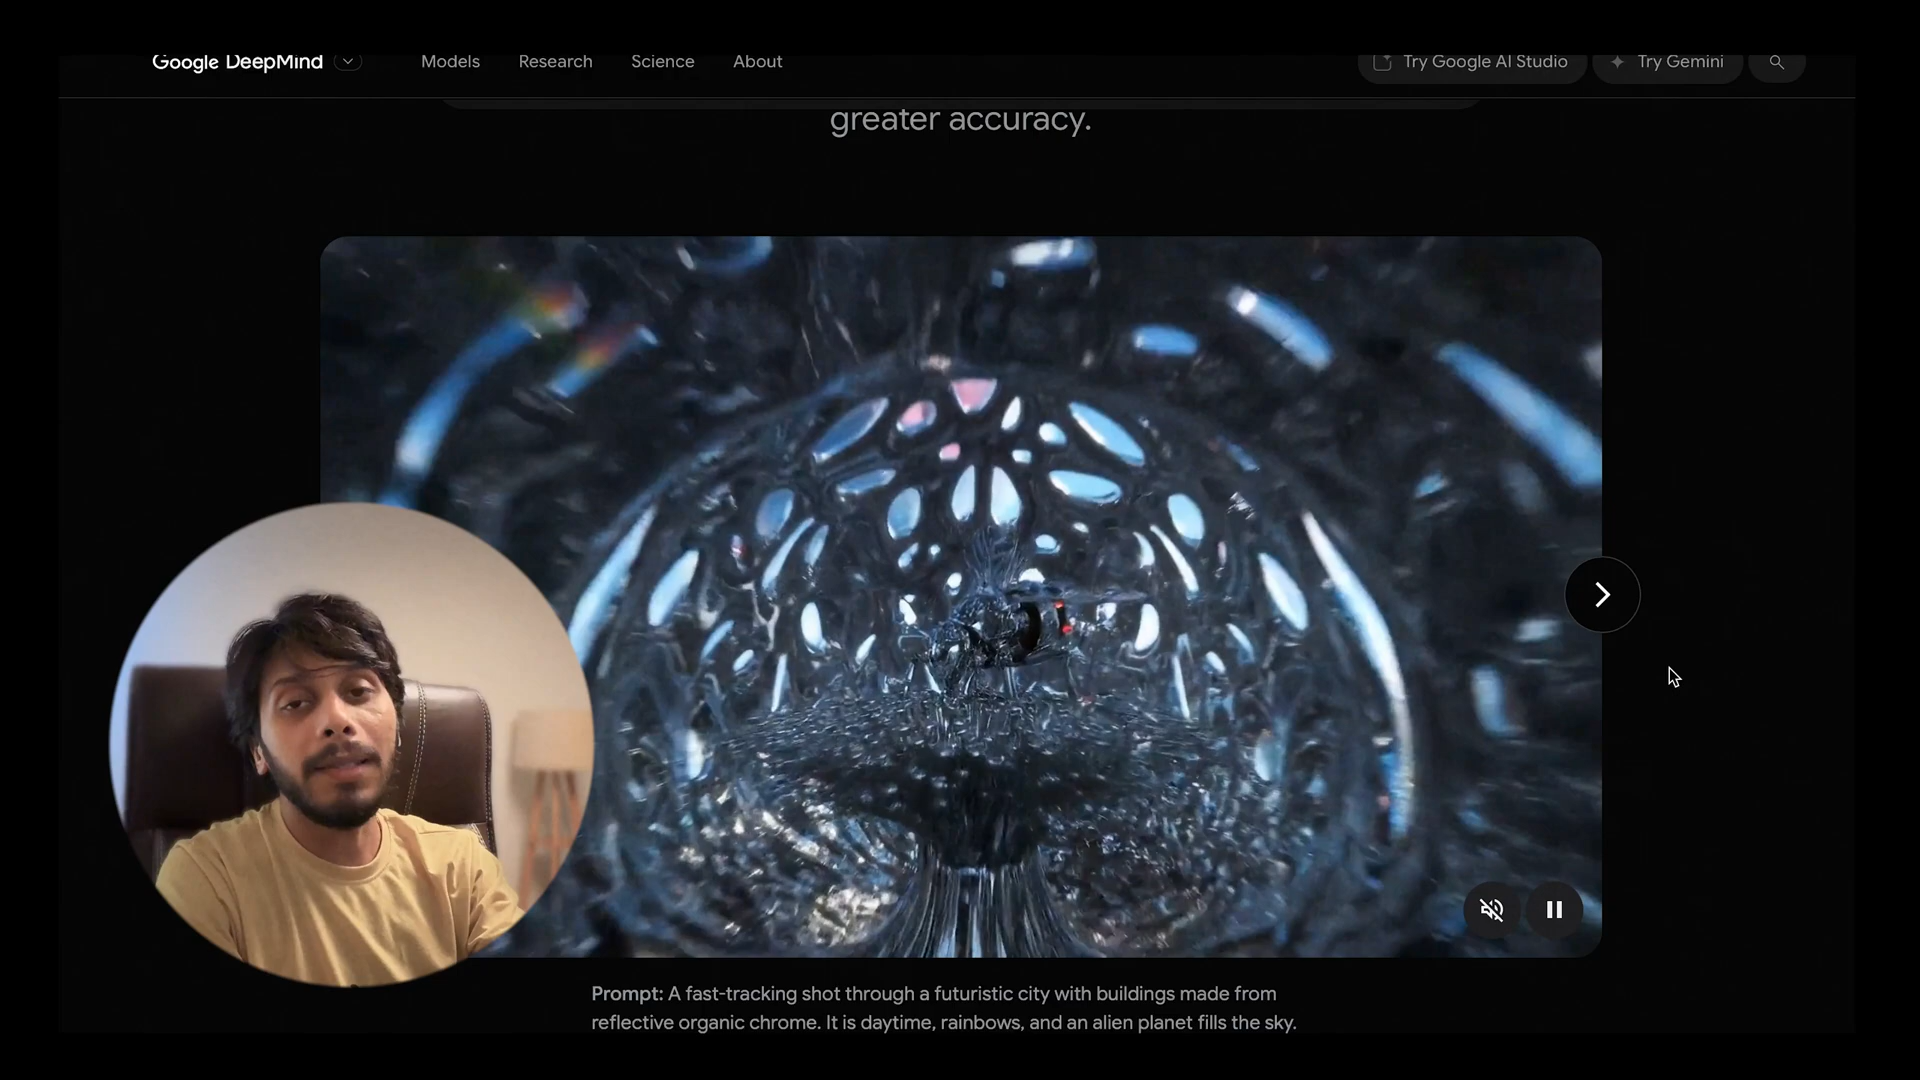 Google DeepMind
Models
Research
Science
About
Try Google AI Studio
Try Gemini
greater accuracy.
Prompt: A fast-tracking shot through a futuristic city with buildings made from
reflective organic chrome. It is daytime, rainbows, and an alien planet fills the sky.